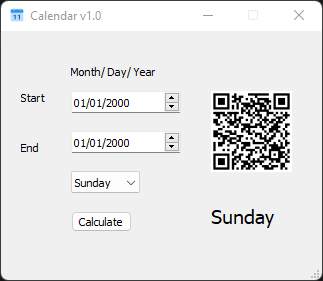 Calendar v1.0
Month/ Day/ Year
Start
01/01/2000
End
01/01/2000
Sunday
Calculate
Sunday